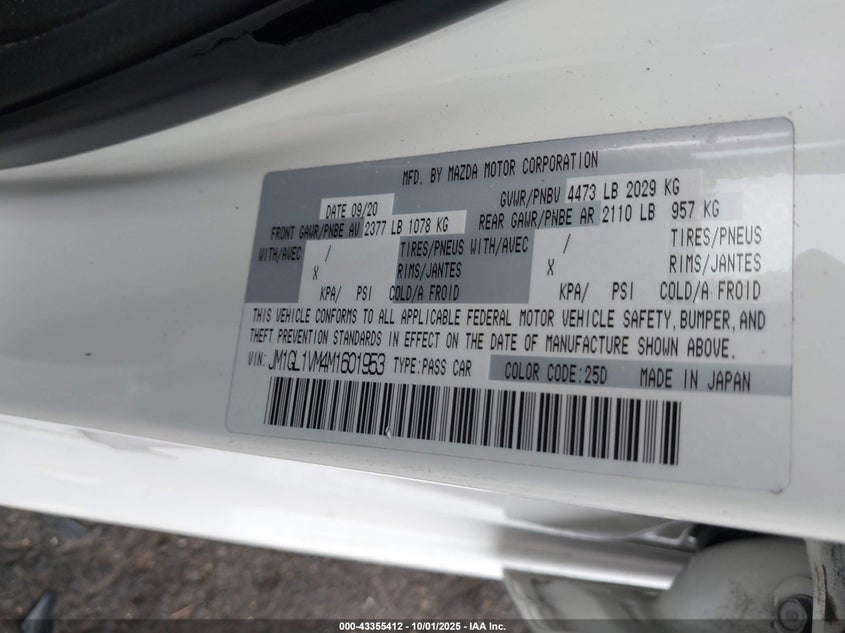 MFD. BY MAZDA MOTOR CORPORATION
DATE 09/20 GVWR/PNBV 4473 LB 2029 KG
FRONT GAWR/PNBE AV 2377 LB 1078 KG REAR GAWR/PNBE AR 2110 LB 957 KG
WITH/AVEC / TIRES/PNEUS WITH/AVEC / TIRES/PNEUS
X RIMS/JANTES X RIMS/JANTES
KPA/ PSI COLD/A FROID KPA/ PSI COLD/A FROID
THIS VEHICLE CONFORMS TO ALL APPLICABLE FEDERAL MOTOR VEHICLE SAFETY, BUMPER, AND
THEFT PREVENTION STANDARDS IN EFFECT ON THE DATE OF MANUFACTURE SHOWN ABOVE.
VIN: JM1GL1VM4M1601953 TYPE: PASS CAR COLOR CODE: 25D MADE IN JAPAN
000-43355412 - 10/01/2025 - IAA Inc.